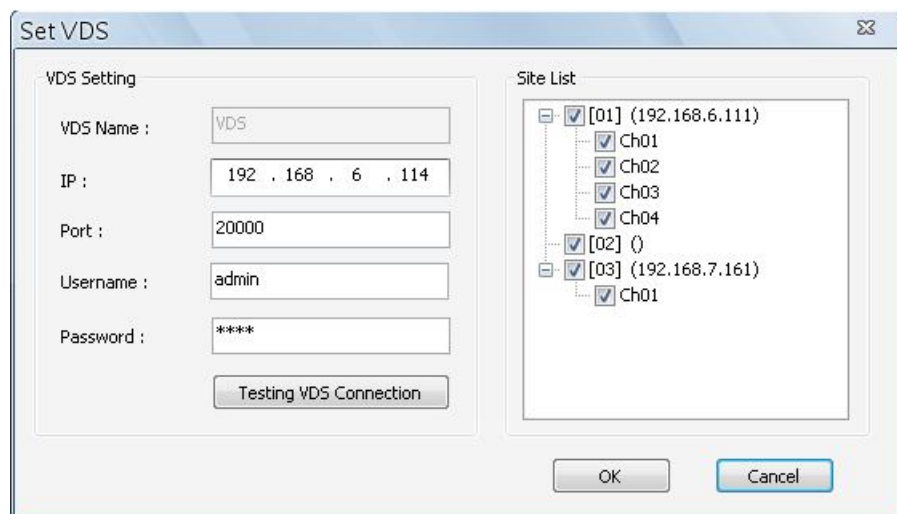 Set VDS
VDS Setting
VDS Name :
VDS
IP :
192 . 168 . 6 . 114
Port :
20000
Username :
admin
Password :
****
Testing VDS Connection
Site List
[01] (192.168.6.111)
Ch01
Ch02
Ch03
Ch04
[02] ()
[03] (192.168.7.161)
Ch01
OK
Cancel